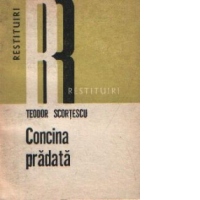 RESTITUIRI
RESTITUIRI
TEODOR SCORȚESCU
Concina
prădată